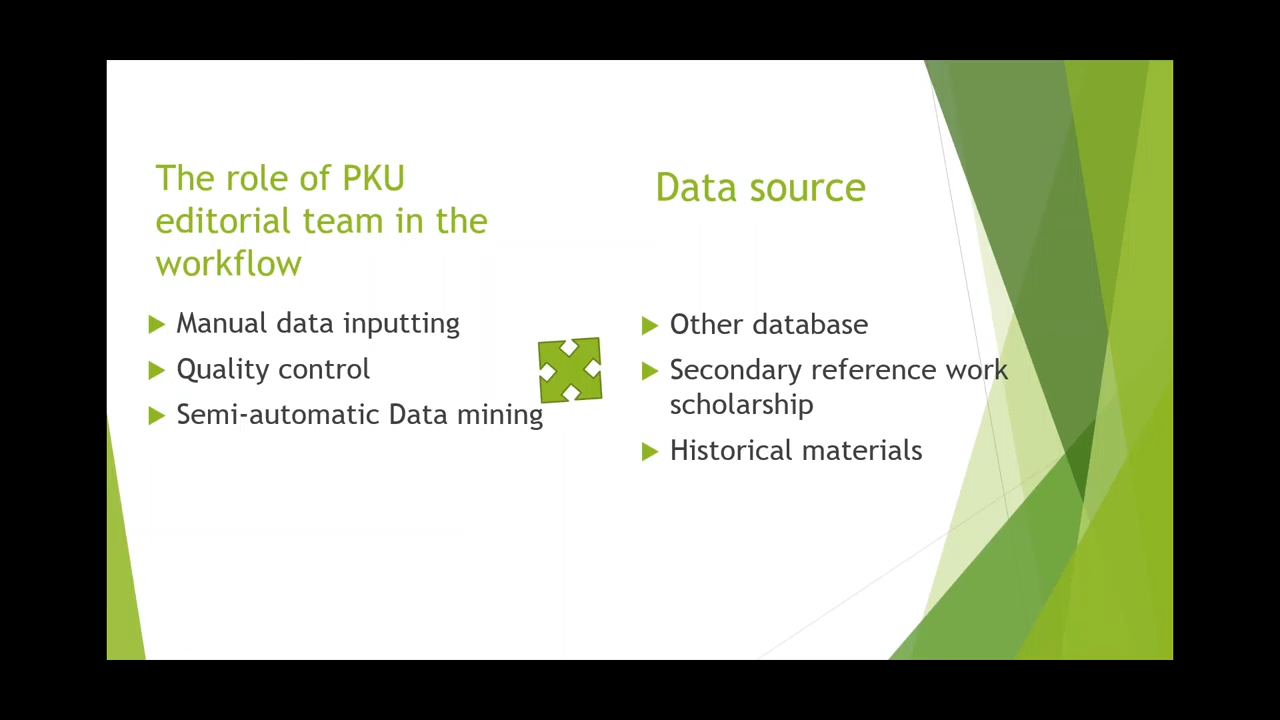 The role of PKU
editorial team in the
workflow
Manual data inputting
Quality control
Semi-automatic Data mining
Data source
Other database
Secondary reference work
scholarship
Historical materials